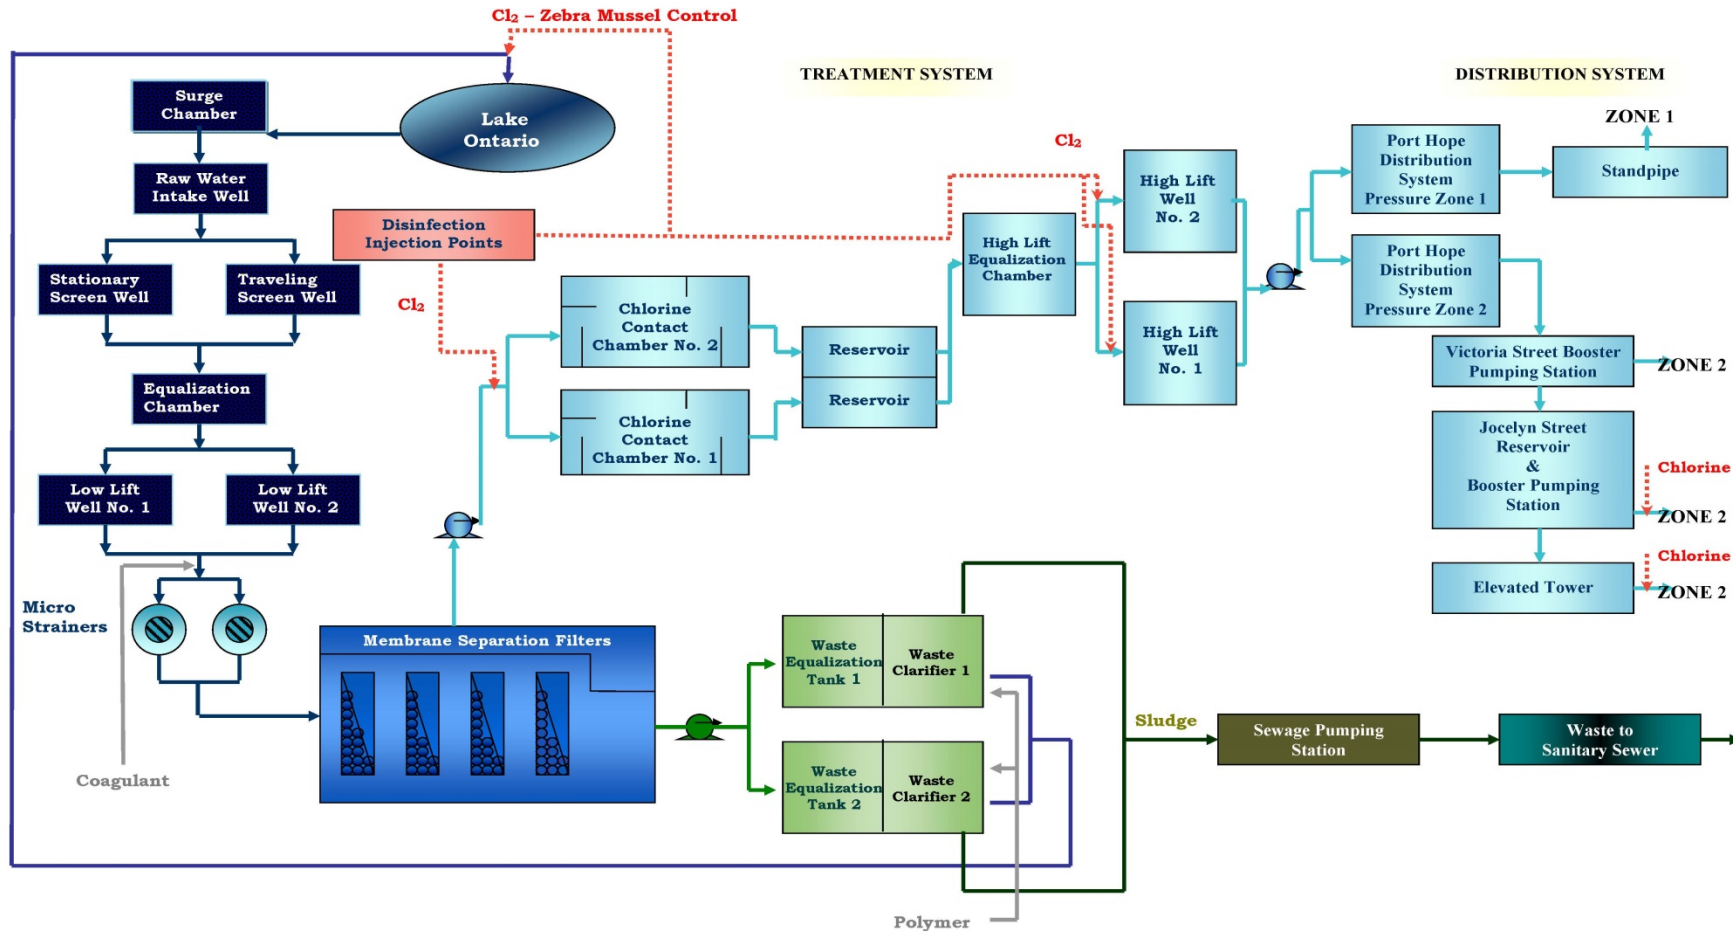 Cl₂ – Zebra Mussel Control
TREATMENT SYSTEM
DISTRIBUTION SYSTEM
Surge
Chamber
Lake
Ontario
Raw Water
Intake Well
Stationary
Screen Well
Traveling
Screen Well
Equalization
Chamber
Low Lift
Well No. 1
Low Lift
Well No. 2
Micro
Strainers
Coagulant
Disinfection
Injection Points
Cl₂
Membrane Separation Filters
Chlorine
Contact
Chamber No. 2
Chlorine
Contact
Chamber No. 1
Reservoir
Reservoir
High Lift
Equalization
Chamber
Cl₂
High Lift
Well
No. 2
High Lift
Well
No. 1
Port Hope
Distribution
System
Pressure Zone 1
ZONE 1
Standpipe
Port Hope
Distribution
System
Pressure Zone 2
Victoria Street Booster
Pumping Station
ZONE 2
Jocelyn Street
Reservoir
&
Booster Pumping
Station
Chlorine
ZONE 2
Elevated Tower
Chlorine
ZONE 2
Waste
Equalization
Tank 1
Waste
Clarifier 1
Waste
Equalization
Tank 2
Waste
Clarifier 2
Polymer
Sludge
Sewage Pumping
Station
Waste to
Sanitary Sewer